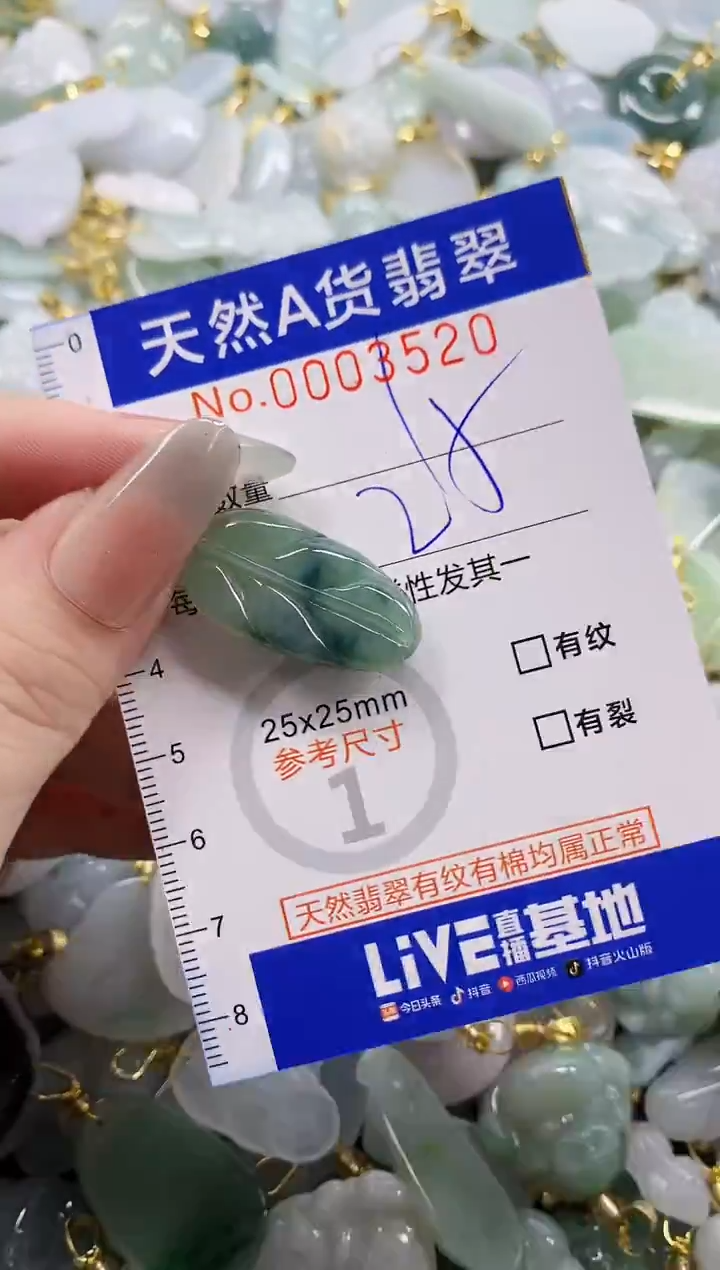 天然A货翡翠
0
No.0003520
数量
每
性发其一
4
有纹
25x25mm
参考尺寸
有裂
5
1
6
天然翡翠有纹有棉均属正常
7
LiVE直播基地
今日头条 抖音 西瓜视频 抖音火山版
8